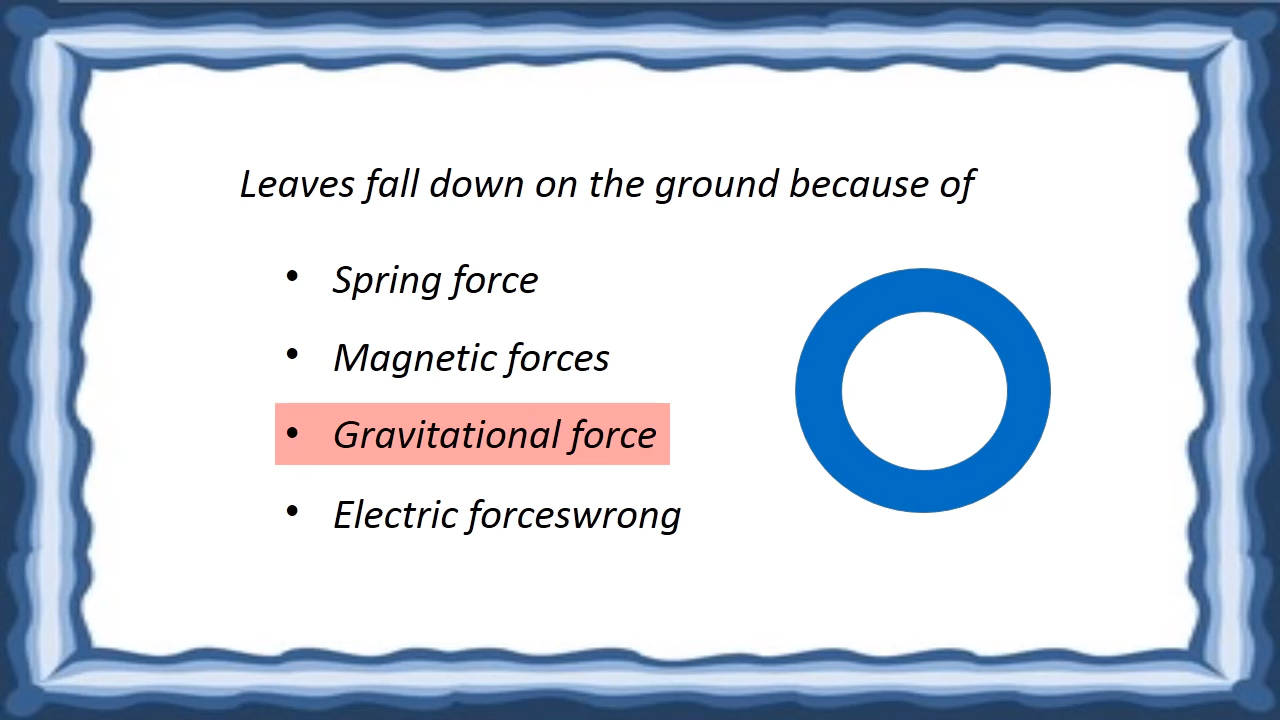 Leaves fall down on the ground because of
• Spring force
• Magnetic forces
• Gravitational force
• Electric forceswrong